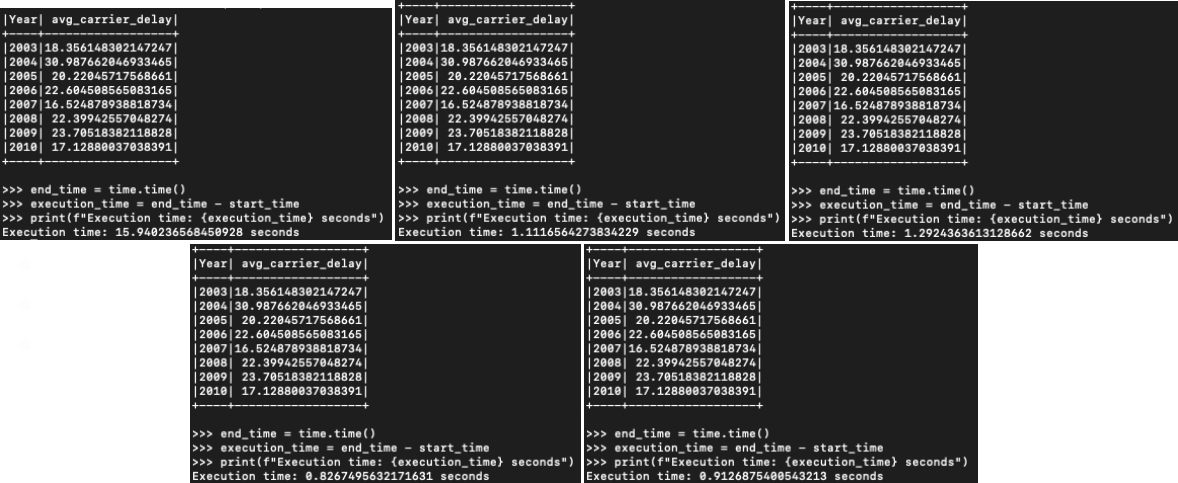 |Year| avg_carrier_delay|
+----+------------------+
|2003|18.356148302147247|
|2004|30.987662046933465|
|2005| 20.22045717568661|
|2006|22.604508565083165|
|2007|16.524878938818734|
|2008| 22.39942557048274|
|2009| 23.70518382118828|
|2010| 17.12880037038391|
+----+------------------+
>>> end_time = time.time()
>>> execution_time = end_time - start_time
>>> print(f"Execution time: {execution_time} seconds")
Execution time: 15.940236568450928 seconds
+----+------------------+
|Year| avg_carrier_delay|
+----+------------------+
|2003|18.356148302147247|
|2004|30.987662046933465|
|2005| 20.22045717568661|
|2006|22.604508565083165|
|2007|16.524878938818734|
|2008| 22.39942557048274|
|2009| 23.70518382118828|
|2010| 17.12880037038391|
+----+------------------+
>>> end_time = time.time()
>>> execution_time = end_time - start_time
>>> print(f"Execution time: {execution_time} seconds")
Execution time: 1.1116564273834229 seconds
+----+------------------+
|Year| avg_carrier_delay|
+----+------------------+
|2003|18.356148302147247|
|2004|30.987662046933465|
|2005| 20.22045717568661|
|2006|22.604508565083165|
|2007|16.524878938818734|
|2008| 22.39942557048274|
|2009| 23.70518382118828|
|2010| 17.12880037038391|
+----+------------------+
>>> end_time = time.time()
>>> execution_time = end_time - start_time
>>> print(f"Execution time: {execution_time} seconds")
Execution time: 1.2924363613128662 seconds
+----+------------------+
|Year| avg_carrier_delay|
+----+------------------+
|2003|18.356148302147247|
|2004|30.987662046933465|
|2005| 20.22045717568661|
|2006|22.604508565083165|
|2007|16.524878938818734|
|2008| 22.39942557048274|
|2009| 23.70518382118828|
|2010| 17.12880037038391|
+----+------------------+
>>> end_time = time.time()
>>> execution_time = end_time - start_time
>>> print(f"Execution time: {execution_time} seconds")
Execution time: 0.8267495632171631 seconds
+----+------------------+
|Year| avg_carrier_delay|
+----+------------------+
|2003|18.356148302147247|
|2004|30.987662046933465|
|2005| 20.22045717568661|
|2006|22.604508565083165|
|2007|16.524878938818734|
|2008| 22.39942557048274|
|2009| 23.70518382118828|
|2010| 17.12880037038391|
+----+------------------+
>>> end_time = time.time()
>>> execution_time = end_time - start_time
>>> print(f"Execution time: {execution_time} seconds")
Execution time: 0.9126875400543213 seconds